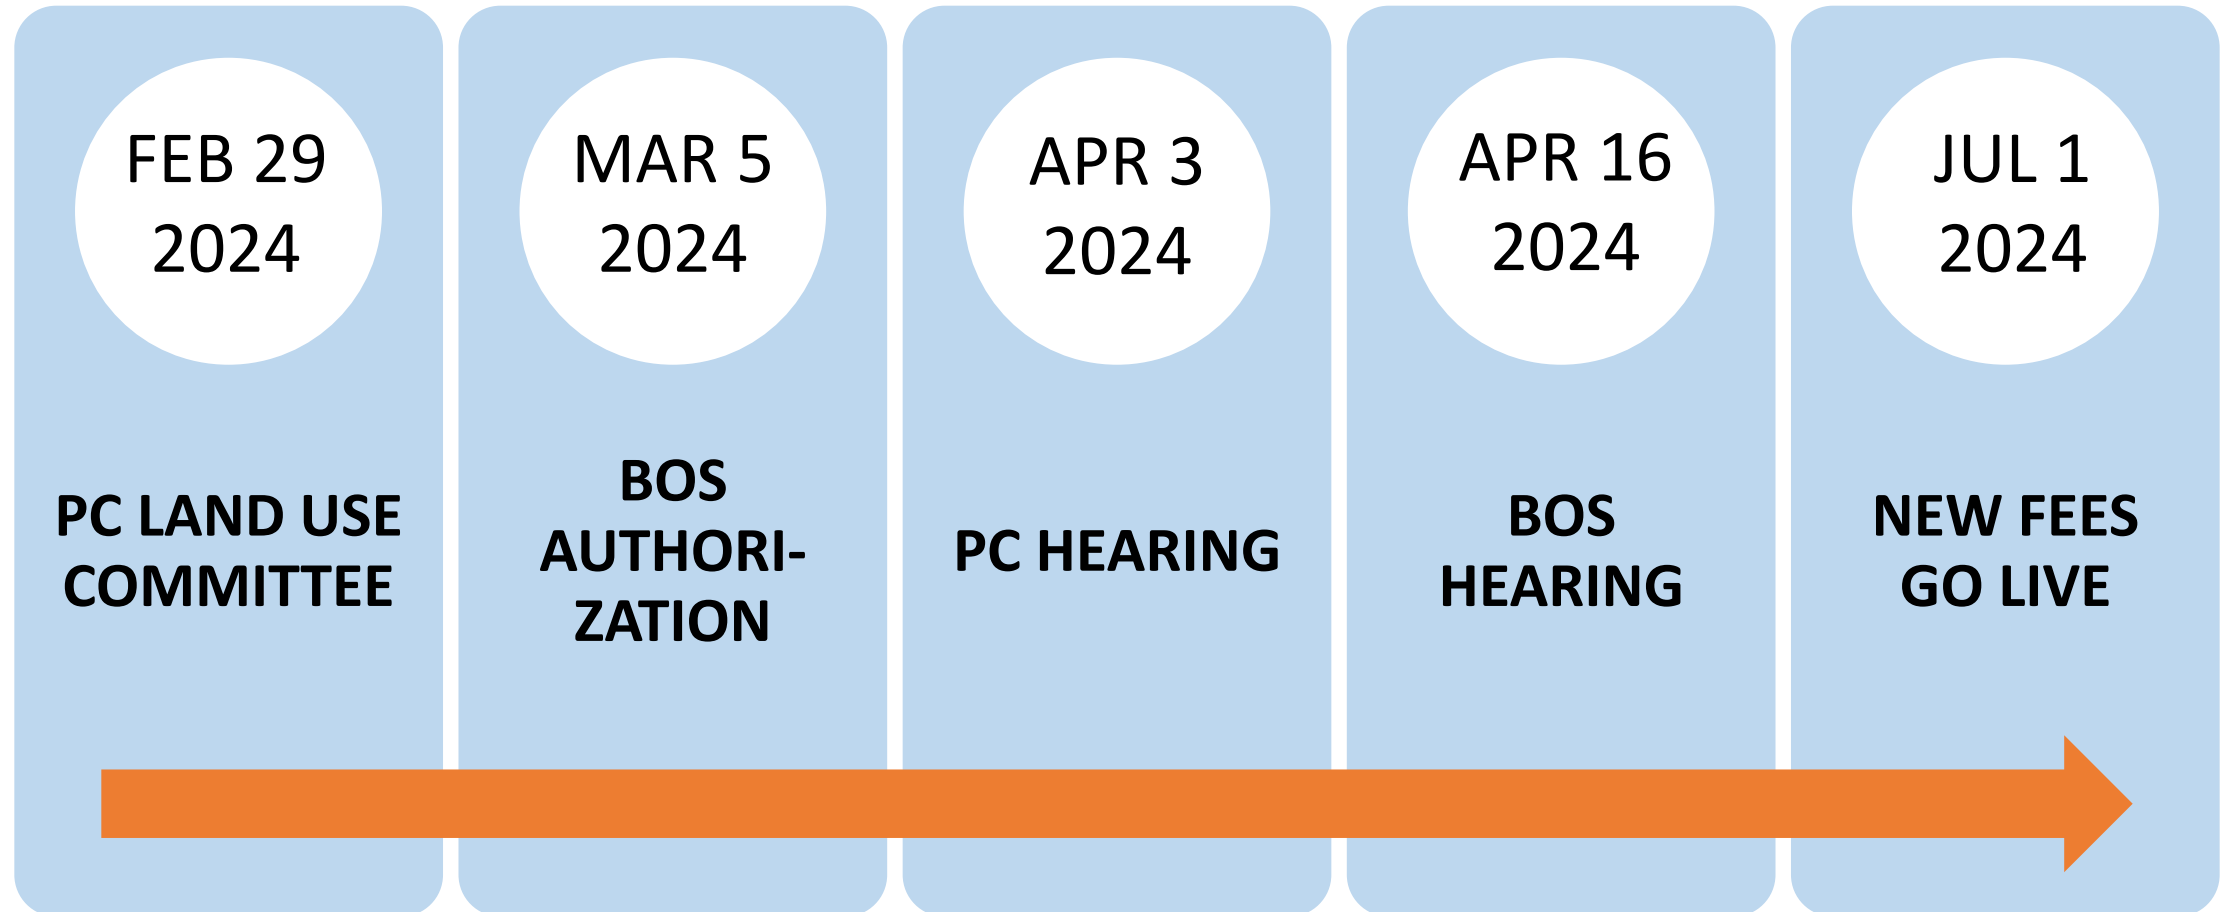 FEB 29
2024
PC LAND USE
COMMITTEE
MAR 5
2024
BOS
AUTHORI-
ZATION
APR 3
2024
PC HEARING
APR 16
2024
BOS
HEARING
JUL 1
2024
NEW FEES
GO LIVE